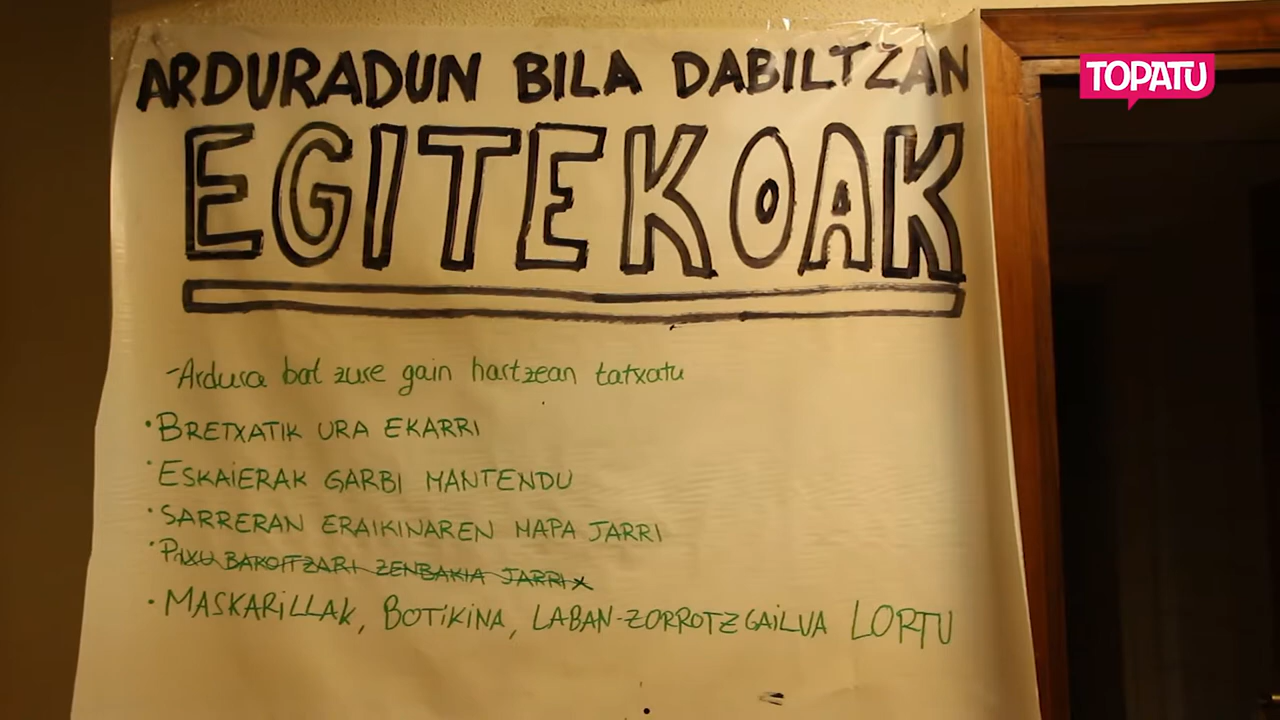 ARDURADUN BILA DABILTZAN
TOPATU
EGITEKOAK
-Ardura bat zure gain hartzean tatxatu
• BRETXATIK URA EKARRI
• ESKAiERAK GARBI MANTENDU
• SARRERAN ERAIKINAREN MAPA JARRI
• PiXU BAKOITZARI ZENBAKIA JARRI X
• MASKARiLLAK, BOTiKINA, LABAN-ZORROTZGAiLUA LORTU